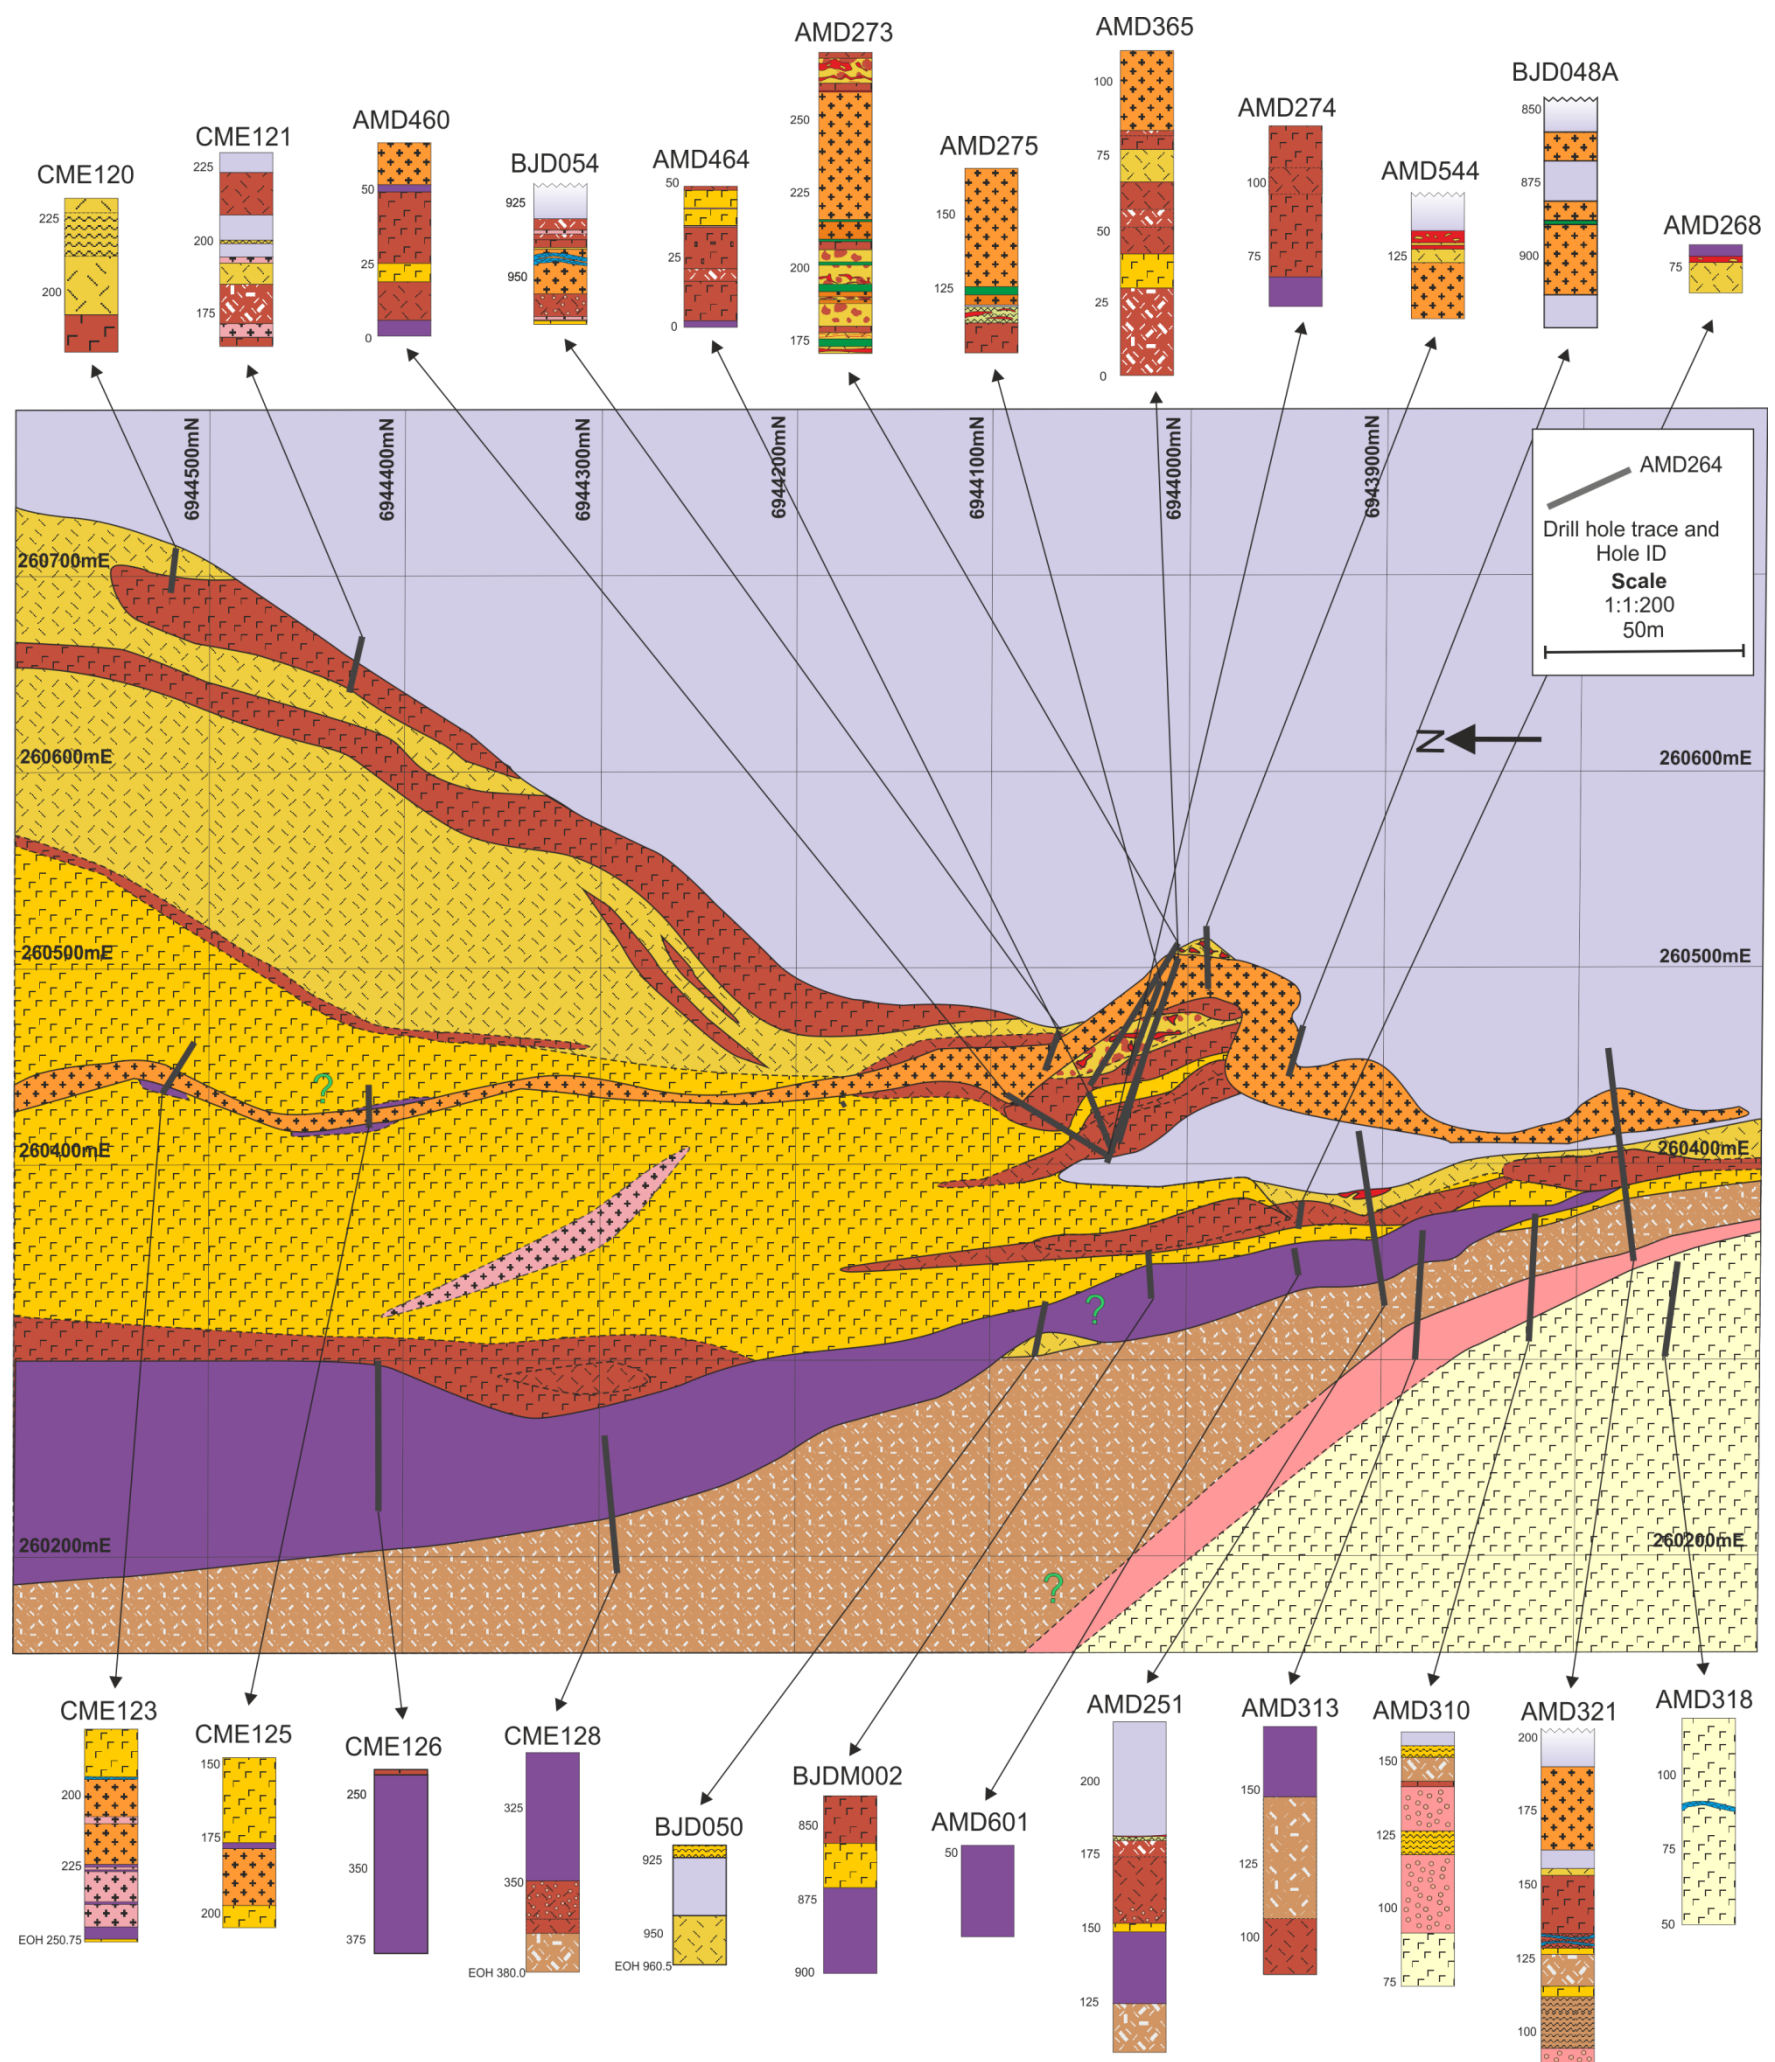 AMD273
AMD365
BJD048A
AMD274
AMD460
CME121
AMD275
BJD054
AMD464
AMD544
CME120
AMD268
225
200
225
200
175
50
25
0
925
950
50
25
0
250
225
200
175
150
125
100
75
50
25
0
100
75
125
850
875
900
75
6944500mN
6944400mN
6944300mN
6944200mN
6944100mN
6944000mN
6943900mN
AMD264
Drill hole trace and
Hole ID
Scale
1:1:200
50m
260700mE
N
260600mE
260600mE
260500mE
260500mE
?
260400mE
260400mE
?
260200mE
260200mE
?
CME123
CME125
CME126
CME128
BJD050
BJDM002
AMD601
AMD251
AMD313
AMD310
AMD321
AMD318
200
225
EOH 250.75
150
175
200
250
350
375
325
350
EOH 380.0
925
950
EOH 960.5
850
875
900
50
200
175
150
125
150
125
100
150
125
100
75
200
175
150
125
100
100
75
50